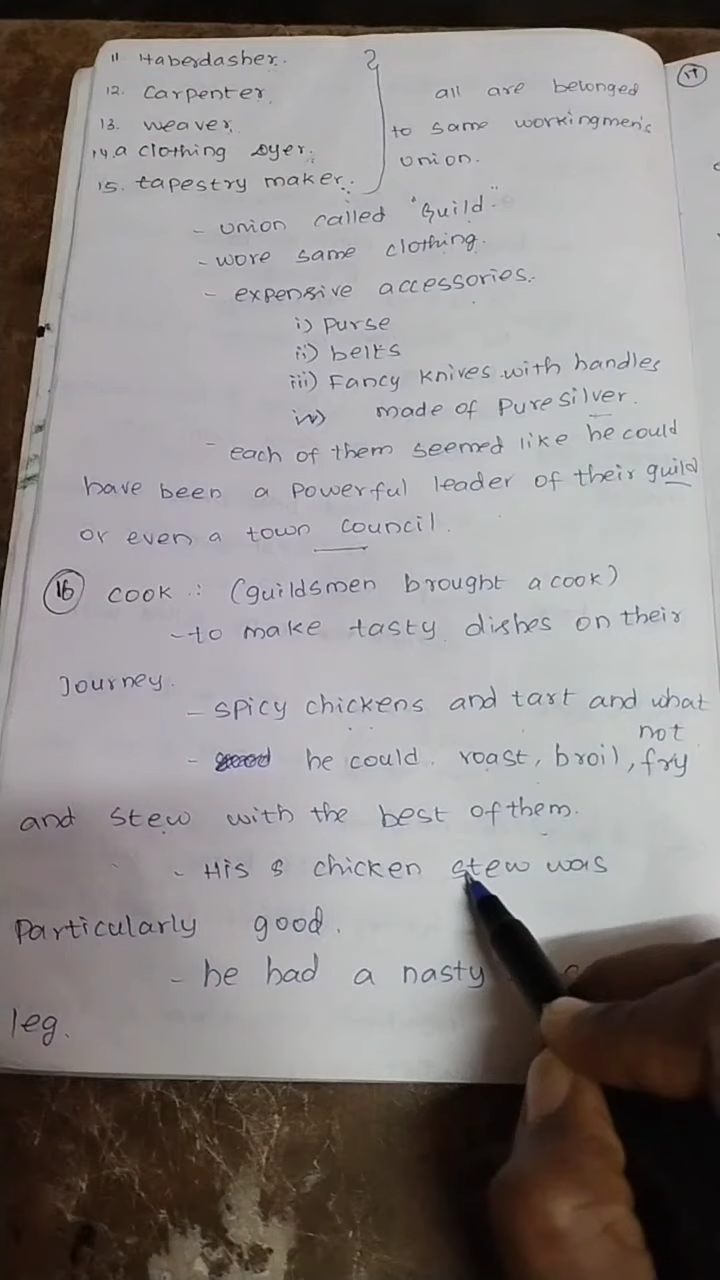 11 Haberdasher.
12. Carpenter
13. weaver.
14. a clothing Dyer.
15. tapestry maker.
all are belonged
to same workingmen's
union.
- union called "Guild."
- wore same clothing.
- expensive accessories.
i) purse
ii) belts
iii) Fancy knives with handles
iv) made of Pure silver.
- each of them seemed like he could
have been a powerful leader of their guild
or even a town council.
16 cook : (guildsmen brought a cook)
- to make tasty dishes on their
Journey.
- spicy chickens and tart and what
not
- he could. roast, broil, fry
and stew with the best of them.
- His s chicken stew was
particularly good.
- he had a nasty
leg.
17